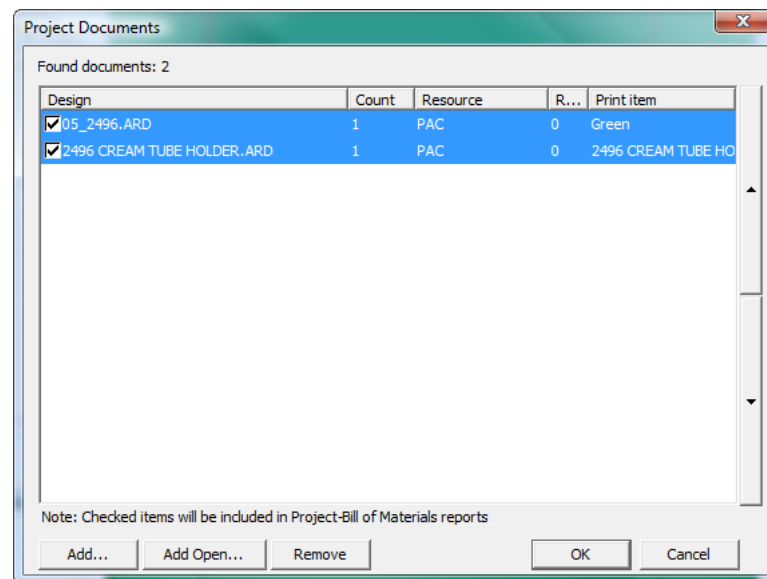 Project Documents
Found documents: 2
Design Count Resource R... Print item
05_2496.ARD 1 PAC 0 Green
2496 CREAM TUBE HOLDER.ARD 1 PAC 0 2496 CREAM TUBE HO
Note: Checked items will be included in Project-Bill of Materials reports
Add... Add Open... Remove OK Cancel